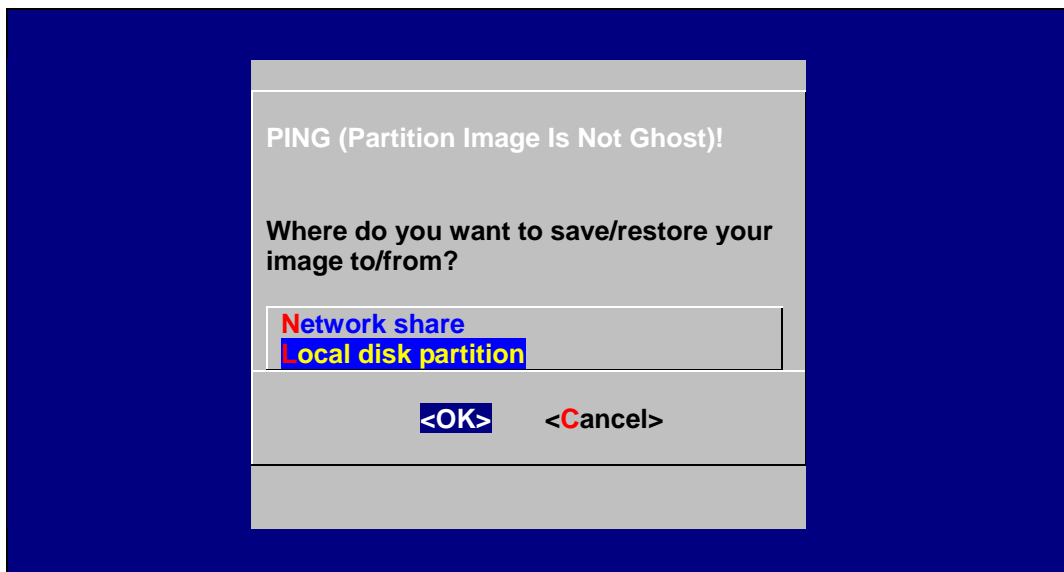 PING (Partition Image Is Not Ghost)!
Where do you want to save/restore your
image to/from?
Network share
Local disk partition
<OK> <Cancel>